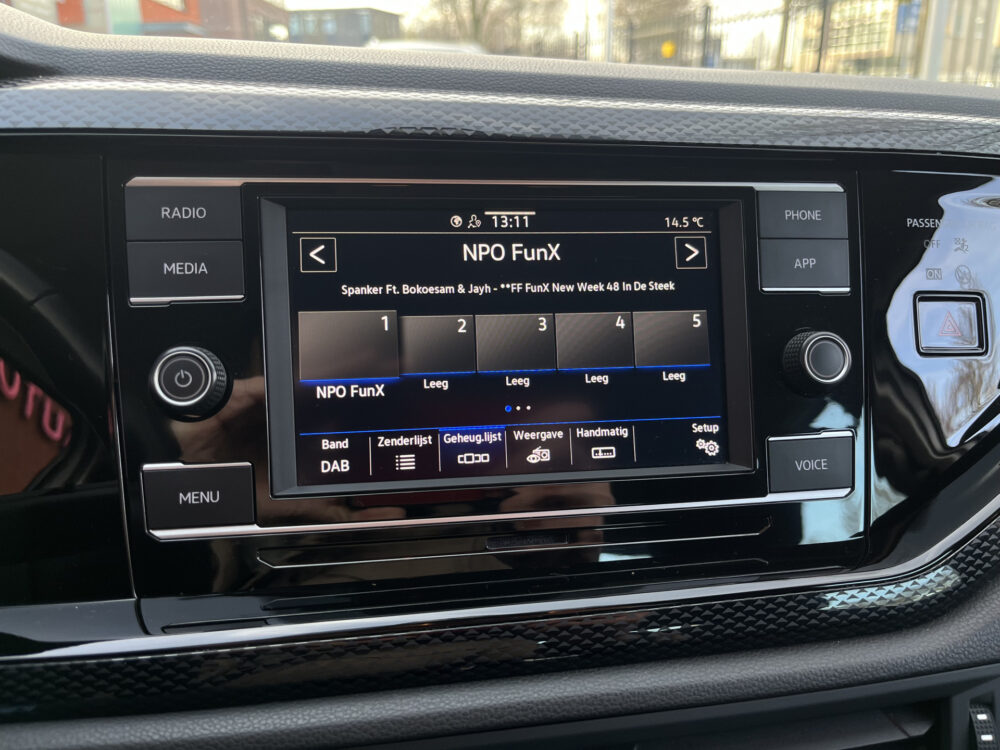 RADIO
MEDIA
MENU
PHONE
APP
VOICE
13:11
14.5 °C
<
NPO FunX
>
Spanker Ft. Bokoesam & Jayh - **FF FunX New Week 48 In De Steek
1
2
3
4
5
NPO FunX
Leeg
Leeg
Leeg
Leeg
Band
DAB
Zenderlijst
Geheug.lijst
Weergave
Handmatig
Setup
OFF
ON